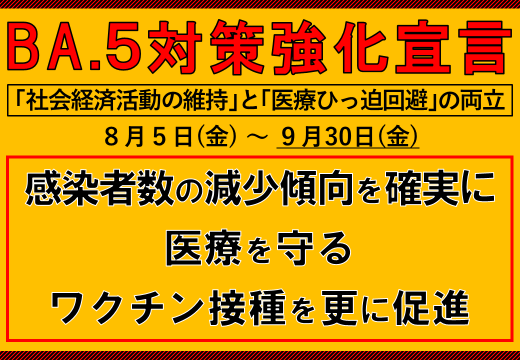 BA.5対策強化宣言
「社会経済活動の維持」と「医療ひっ迫回避」の両立
８月５日(金) ～ ９月30日(金)
感染者数の減少傾向を確実に
医療を守る
ワクチン接種を更に促進